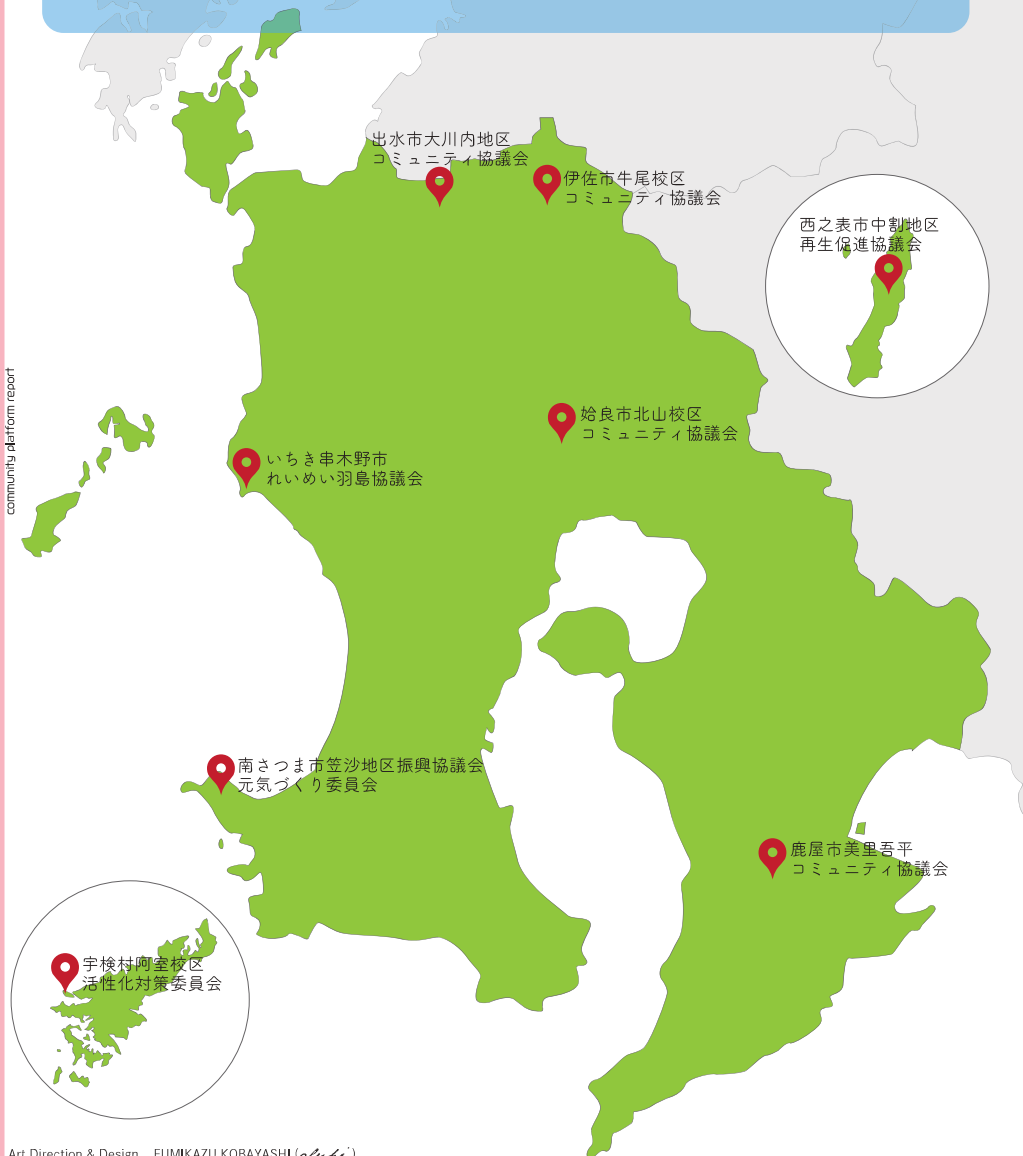 出水市大川内地区
コミュニティ協議会
伊佐市牛尾校区
コミュニティ協議会
西之表市中割地区
再生促進協議会
姶良市北山校区
コミュニティ協議会
いちき串木野市
れいめい羽島協議会
community platform report
南さつま市笠沙地区振興協議会
元気づくり委員会
鹿屋市美里吾平
コミュニティ協議会
宇検村阿室校区
活性化対策委員会
Art Direction & Design FUMIKAZU KOBAYASHI